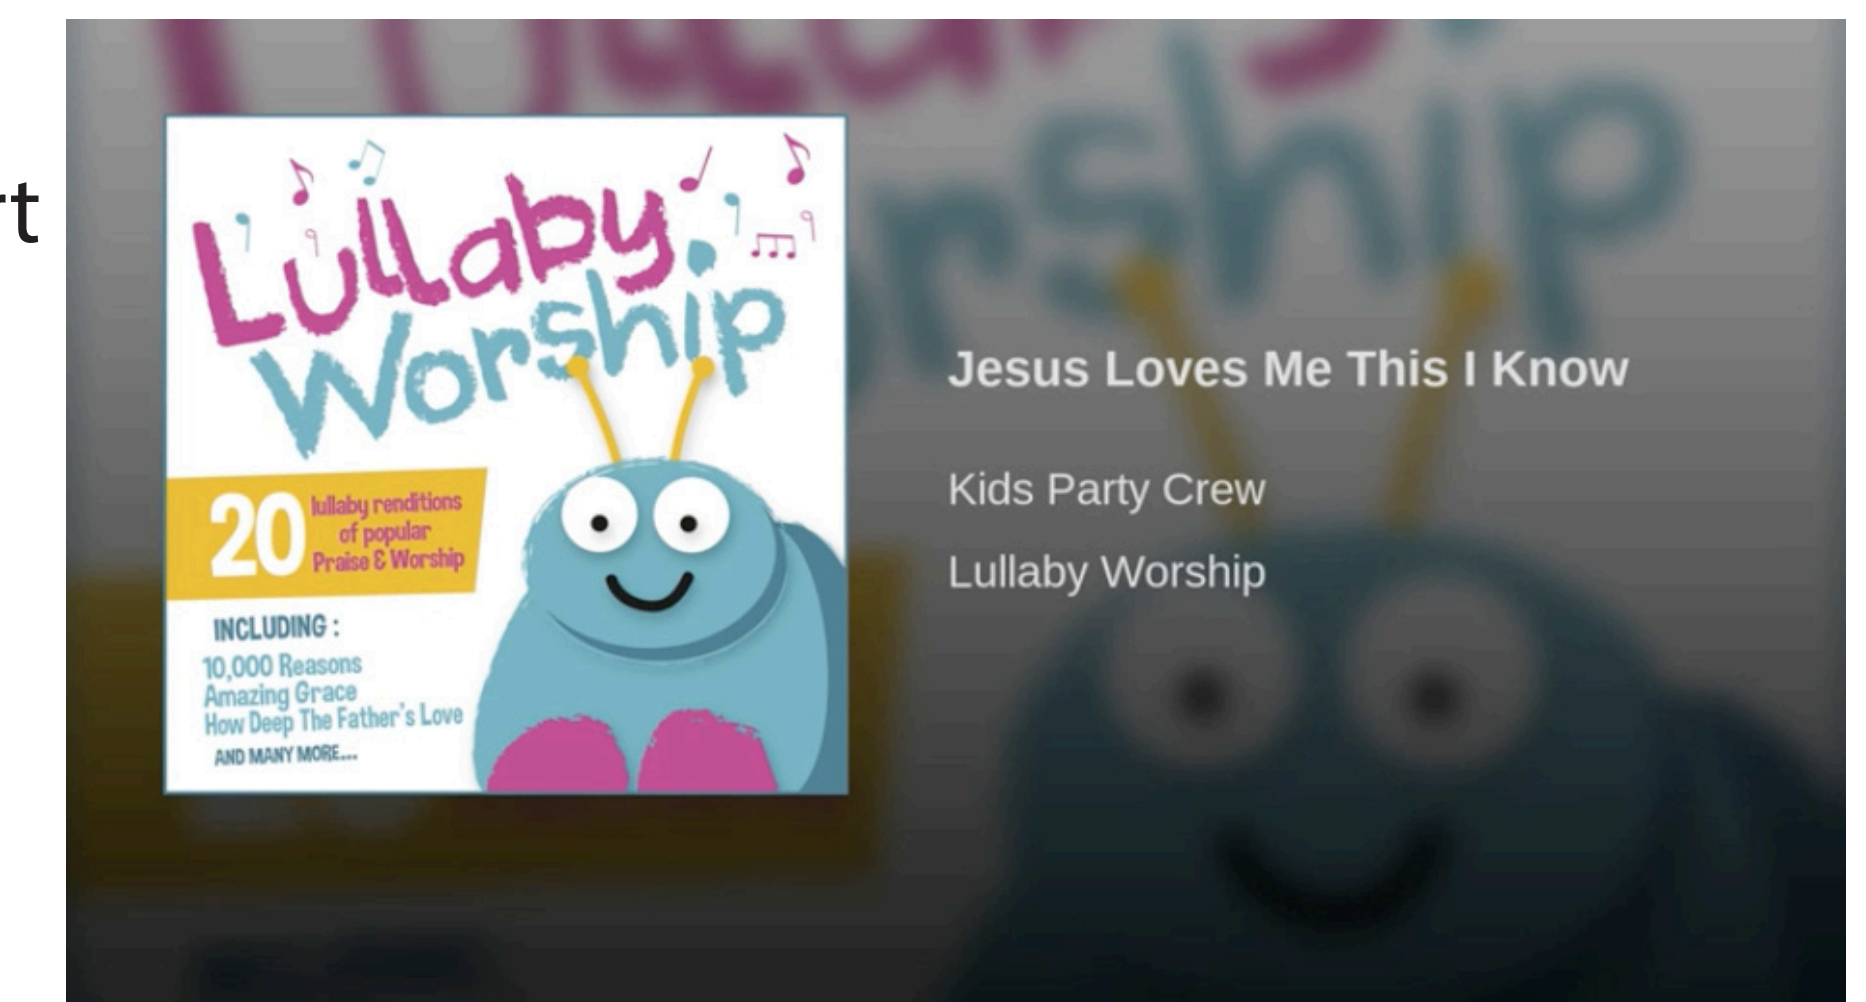 rt
Lullaby
Worship
20
lullaby renditions
of popular
Praise & Worship
INCLUDING :
10,000 Reasons
Amazing Grace
How Deep The Father's Love
AND MANY MORE...
Jesus Loves Me This I Know
Kids Party Crew
Lullaby Worship